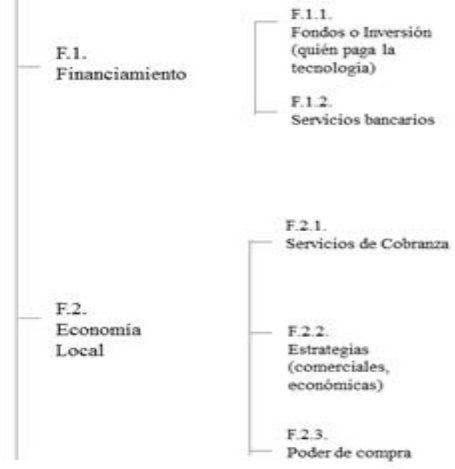 F.1.
Financiamiento
F.1.1.
Fondos o Inversión
(quién paga la
tecnología)
F.1.2.
Servicios bancarios
F.2.
Economía
Local
F.2.1.
Servicios de Cobranza
F.2.2.
Estrategias
(comerciales,
económicas)
F.2.3.
Poder de compra